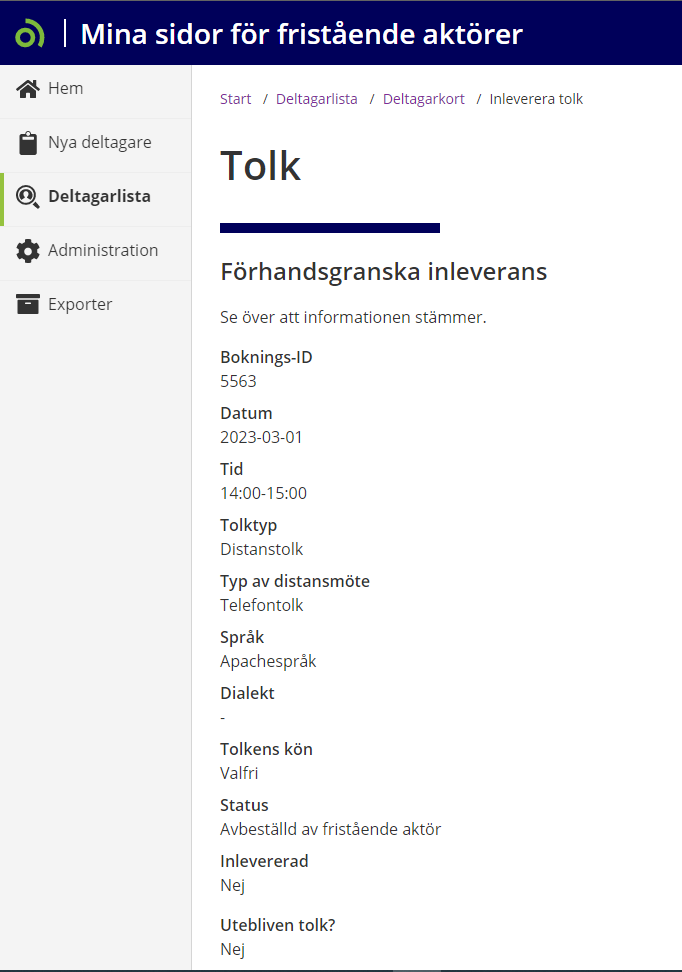 Mina sidor för fristående aktörer
Hem
Nya deltagare
Deltagarlista
Administration
Exporter
Start / Deltagarlista / Deltagarkort / Inleverera tolk
Tolk
Förhandsgranska inleverans
Se över att informationen stämmer.
Boknings-ID
5563
Datum
2023-03-01
Tid
14:00-15:00
Tolktyp
Distanstolk
Typ av distansmöte
Telefontolk
Språk
Apachespråk
Dialekt
-
Tolkens kön
Valfri
Status
Avbeställd av fristående aktör
Inlevererad
Nej
Utebliven tolk?
Nej